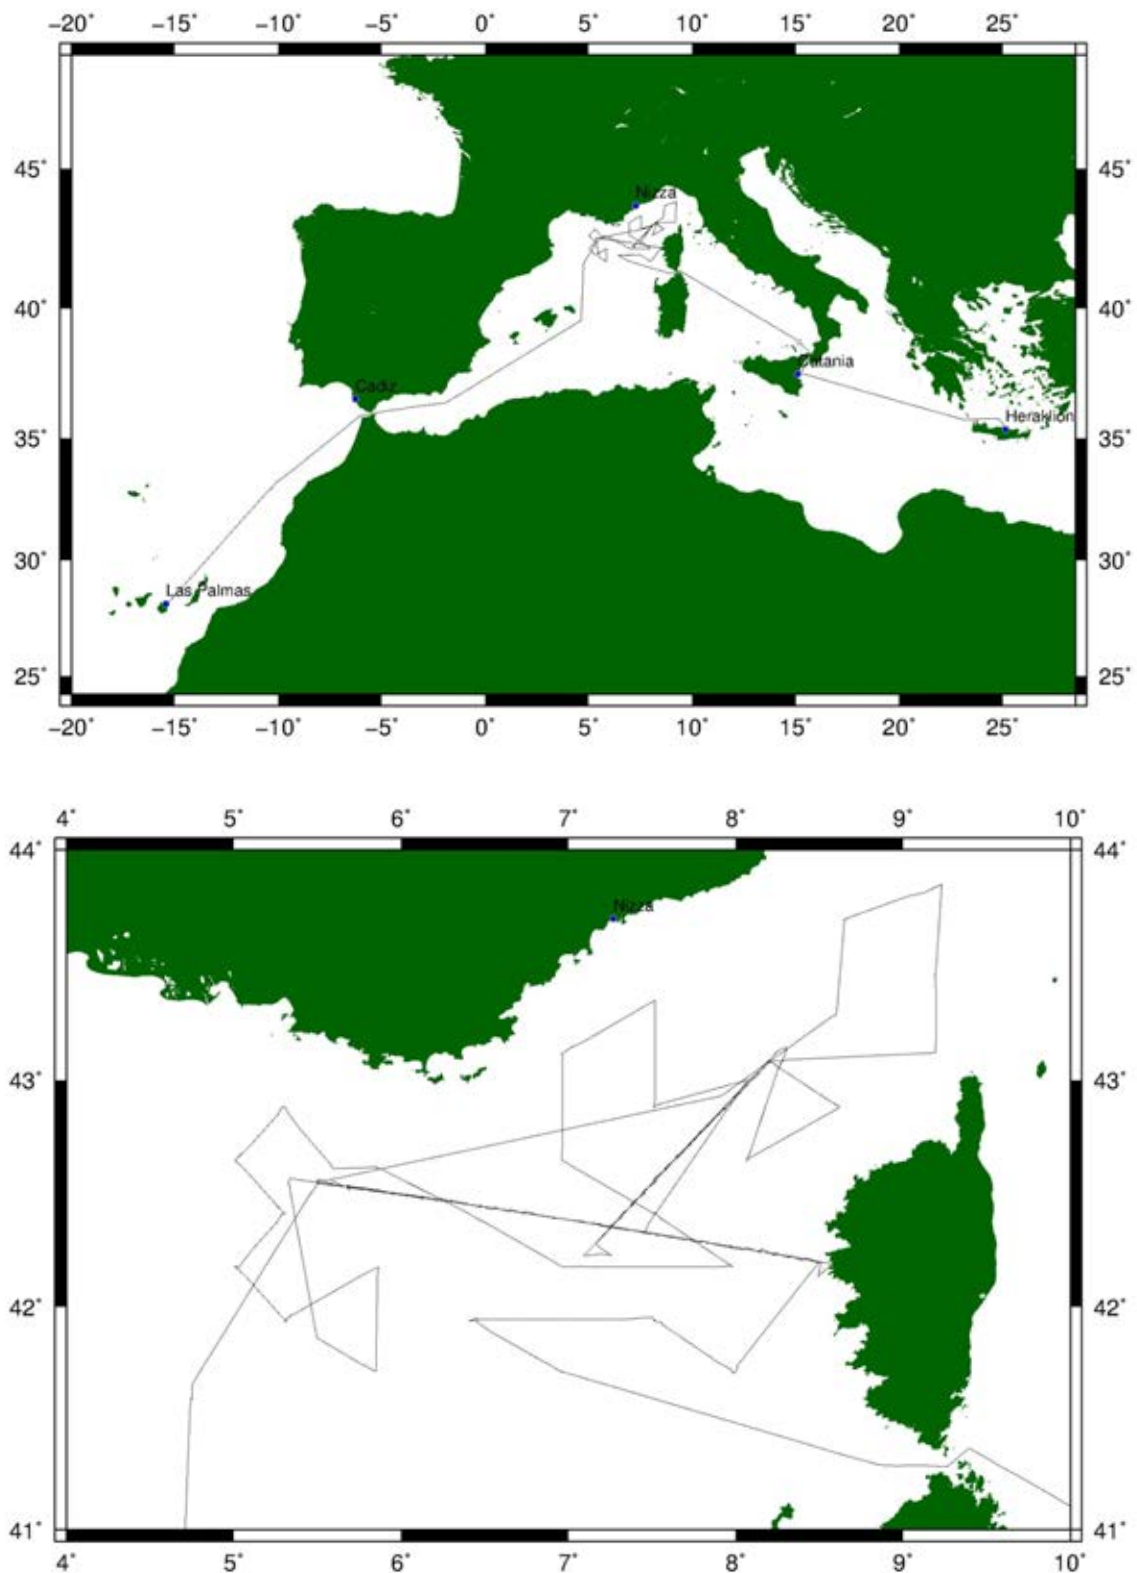 −20˚ −15˚ −10˚ −5˚ 0˚ 5˚ 10˚ 15˚ 20˚ 25˚
45˚ 45˚
Nizza
40˚ 40˚
Catania
Cadiz
Heraklion
35˚ 35˚
30˚ 30˚
Las Palmas
25˚ 25˚
−20˚ −15˚ −10˚ −5˚ 0˚ 5˚ 10˚ 15˚ 20˚ 25˚
4˚ 5˚ 6˚ 7˚ 8˚ 9˚ 10˚
44˚ 44˚
Nizza
43˚ 43˚
42˚ 42˚
41˚ 41˚
4˚ 5˚ 6˚ 7˚ 8˚ 9˚ 10˚